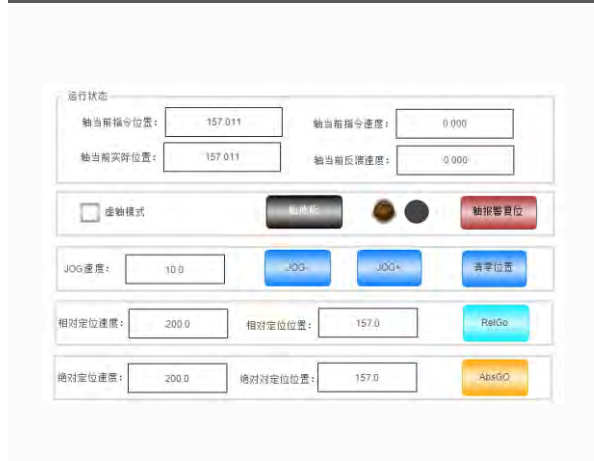 运行状态
轴当前指令位置: 157.011 轴当前指令速度: 0.000
轴当前实际位置: 157.011 轴当前反馈速度: 0.000
虚轴模式 轴使能 轴报警复位
JOG速度: 10.0 JOG- JOG+ 清零位置
相对定位速度: 200.0 相对定位位置: 157.0 RelGo
绝对定位速度: 200.0 绝对对定位位置: 157.0 AbsGO